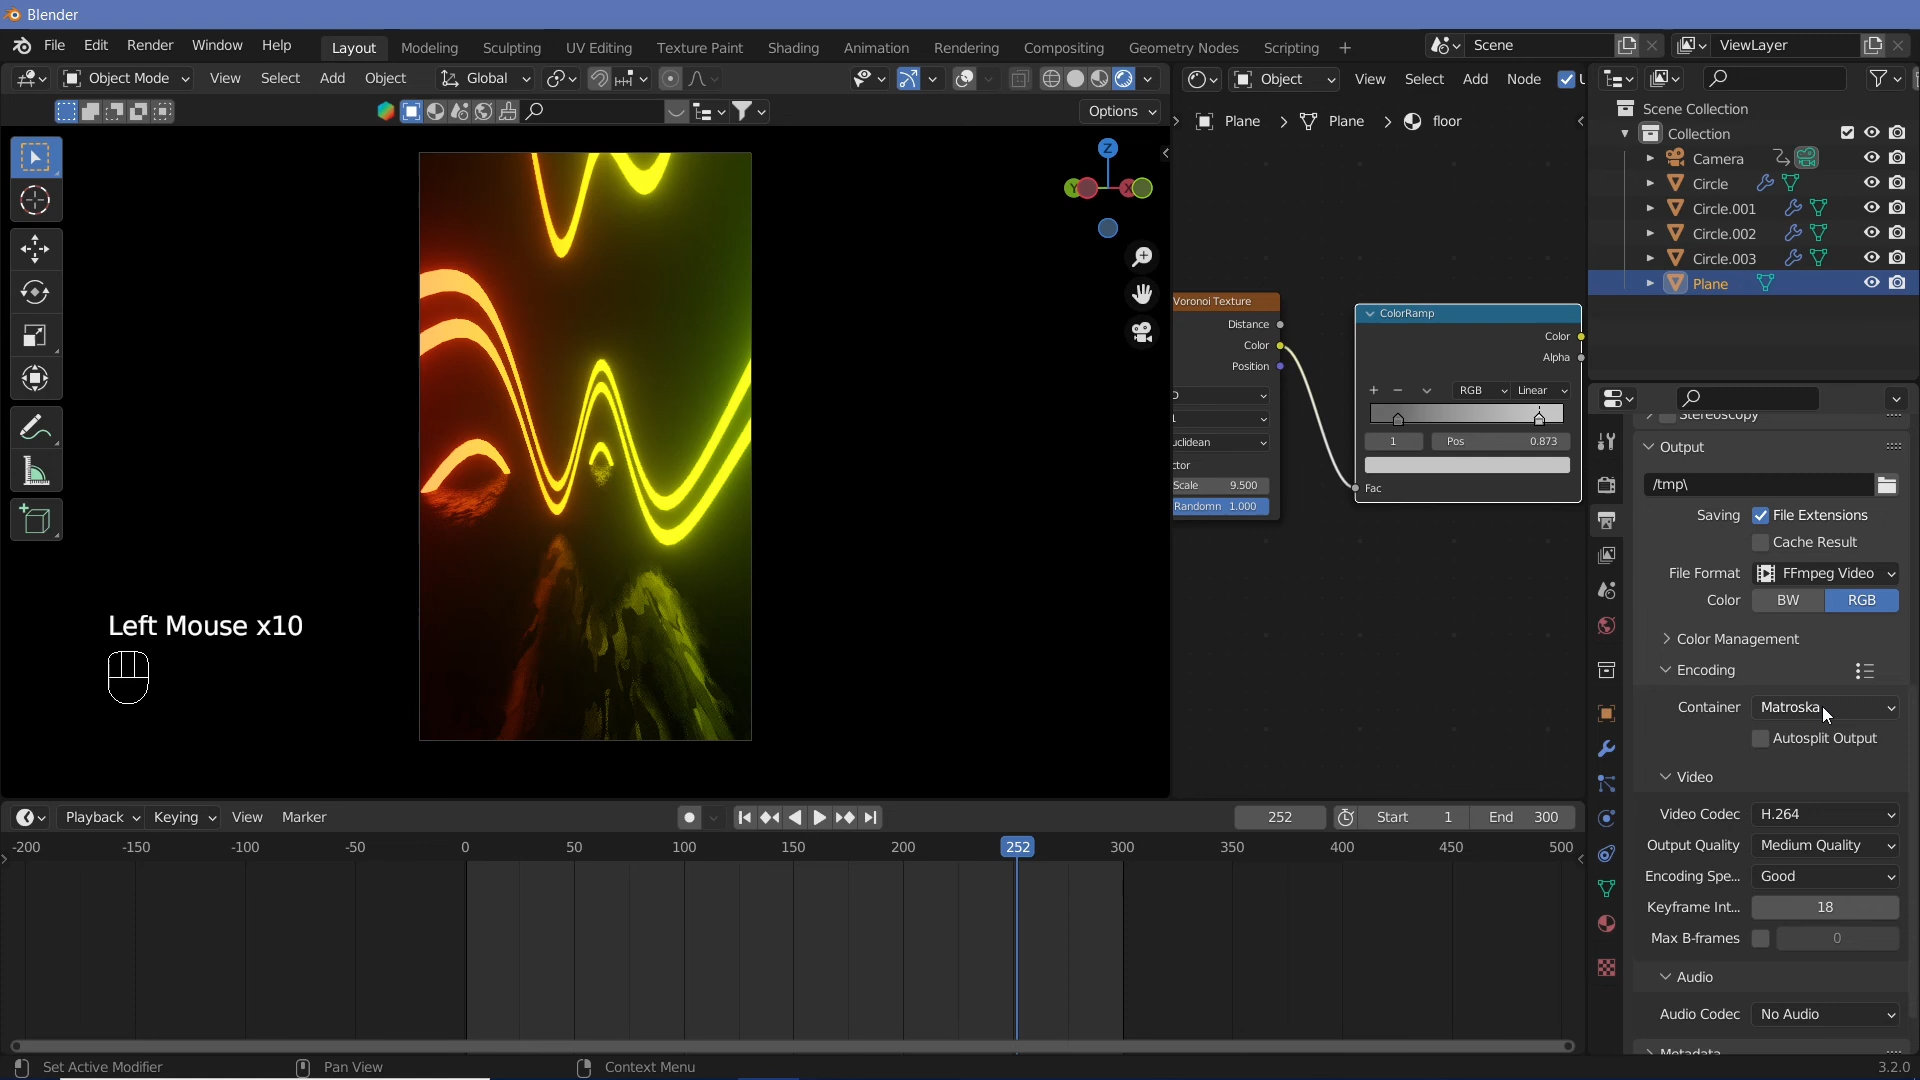 Blender
File Edit Render Window Help
Layout Modeling Sculpting UV Editing Texture Paint Shading Animation Rendering Compositing Geometry Nodes Scripting +
Scene
ViewLayer
Object Mode View Select Add Object Global
Object View Select Add Node
Options
Plane > Plane > floor
Scene Collection
Collection
Camera
Circle
Circle.001
Circle.002
Circle.003
Plane
Z
Y
X
Voronoi Texture
Distance
Color
Position
Scale 9.500
Randomn 1.000
ColorRamp
Color
Alpha
RGB Linear
1 Pos 0.873
Fac
Left Mouse x10
Stereoscopy
Output
/tmp\
Saving File Extensions
Cache Result
File Format FFmpeg Video
Color BW RGB
Color Management
Encoding
Container Matroska
Autosplit Output
Video
Video Codec H.264
Output Quality Medium Quality
Encoding Spe... Good
Keyframe Int... 18
Max B-frames 0
Audio
Audio Codec No Audio
Metadata
Playback Keying View Marker
252 Start 1 End 300
-200 -150 -100 -50 0 50 100 150 200 252 300 350 400 450 500
Set Active Modifier Pan View Context Menu
3.2.0